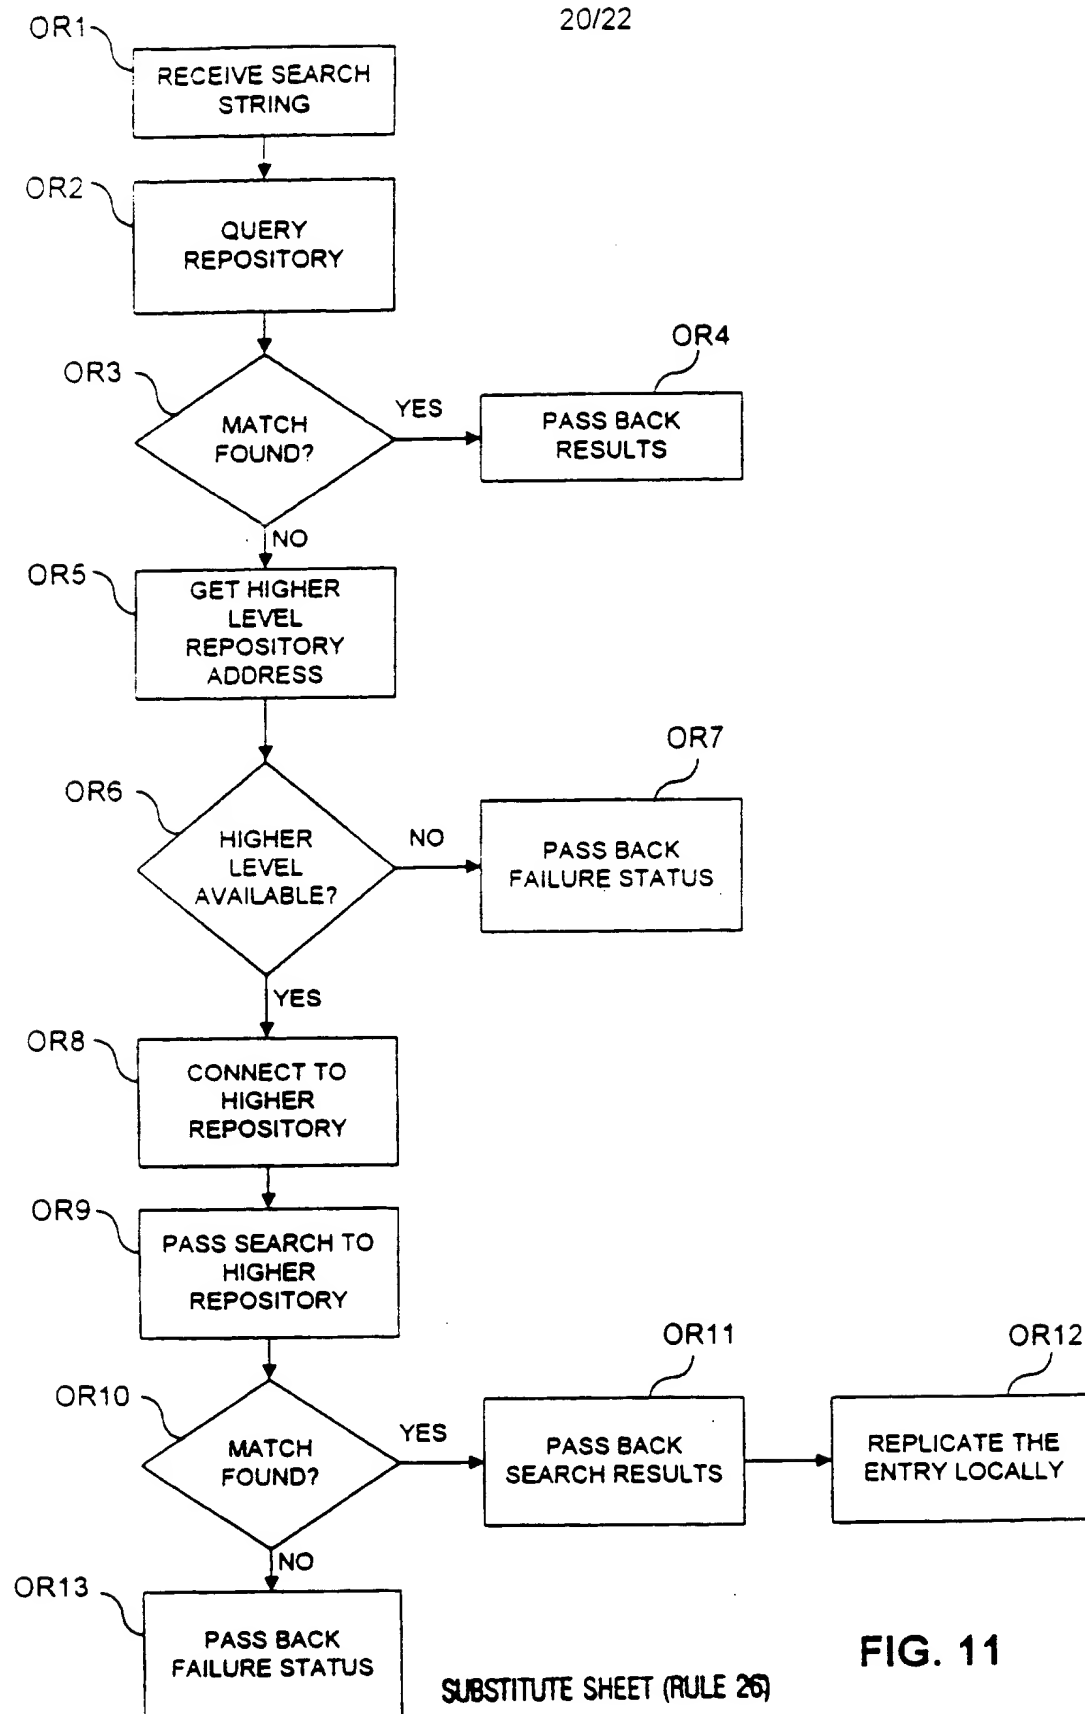 20/22
OR1
RECEIVE SEARCH
STRING
OR2
QUERY
REPOSITORY
OR3
MATCH
FOUND?
YES
OR4
PASS BACK
RESULTS
NO
OR5
GET HIGHER
LEVEL
REPOSITORY
ADDRESS
OR6
HIGHER
LEVEL
AVAILABLE?
NO
OR7
PASS BACK
FAILURE STATUS
YES
OR8
CONNECT TO
HIGHER
REPOSITORY
OR9
PASS SEARCH TO
HIGHER
REPOSITORY
OR10
MATCH
FOUND?
YES
OR11
PASS BACK
SEARCH RESULTS
OR12
REPLICATE THE
ENTRY LOCALLY
NO
OR13
PASS BACK
FAILURE STATUS
FIG. 11
SUBSTITUTE SHEET (RULE 26)